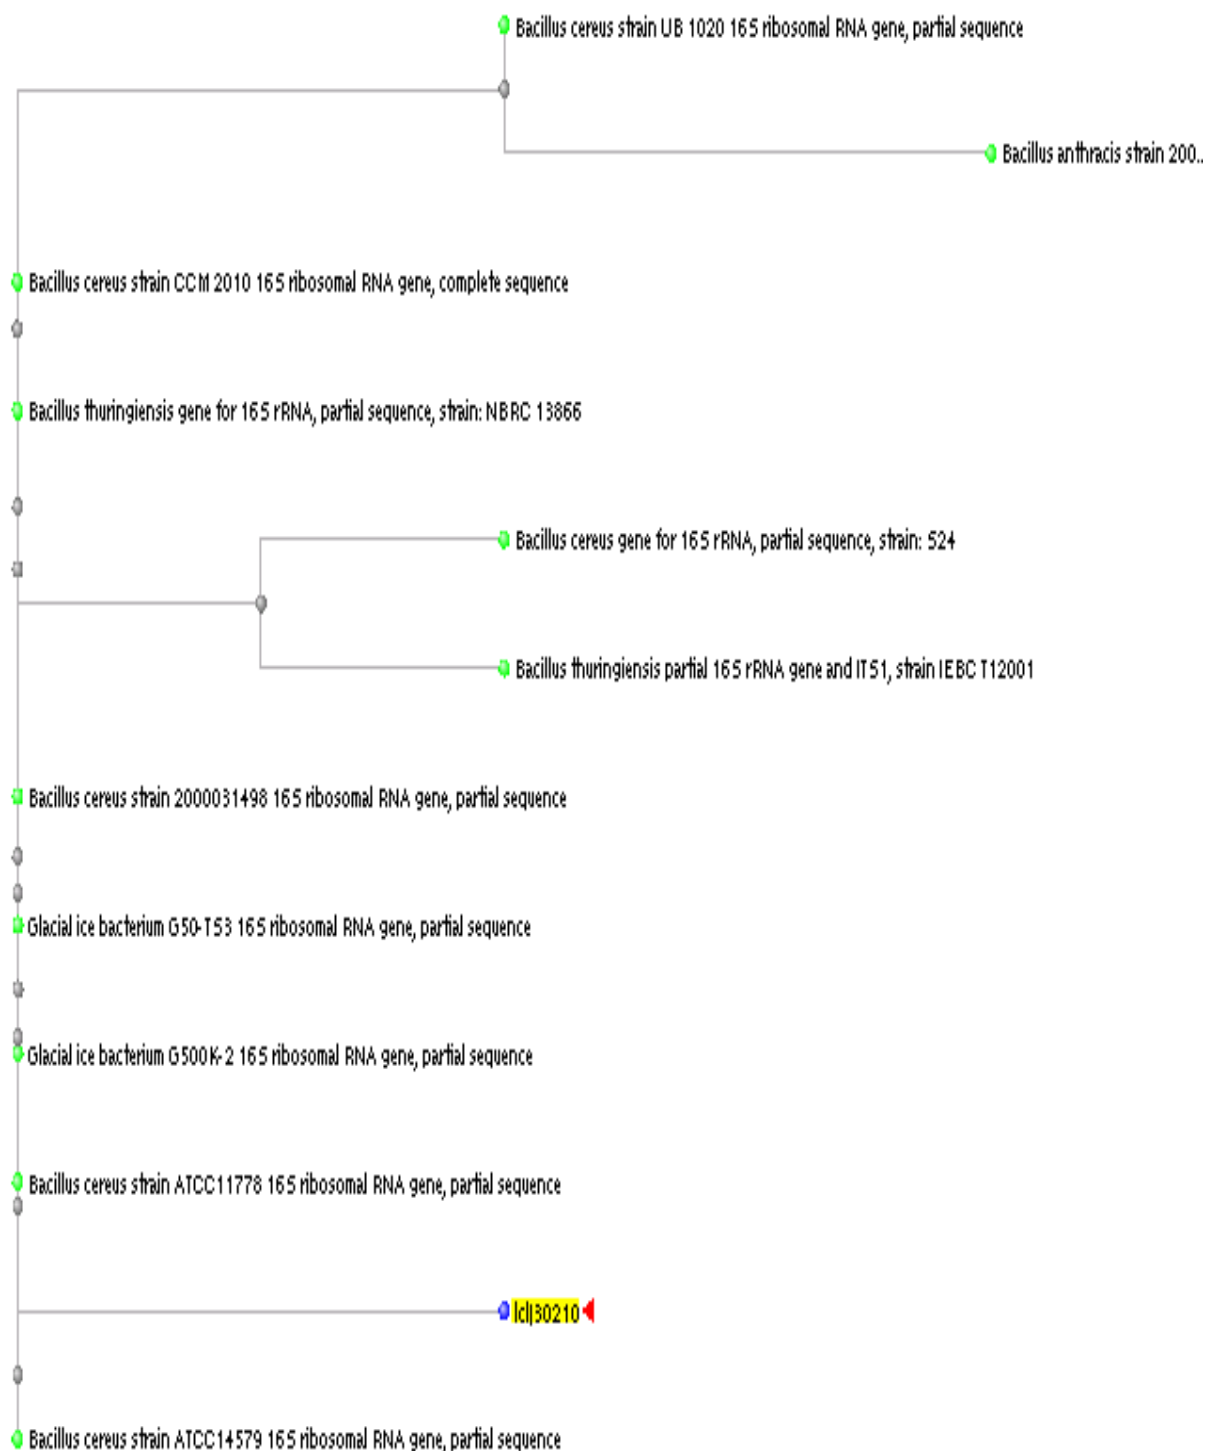 Bacillus cereus strain UB 1020 16S ribosomal RNA gene, partial sequence
Bacillus anthracis strain 200..
Bacillus cereus strain CCM 2010 16S ribosomal RNA gene, complete sequence
Bacillus thuringiensis gene for 16S rRNA, partial sequence, strain: NBRC 13866
Bacillus cereus gene for 16S rRNA, partial sequence, strain: S24
Bacillus thuringiensis partial 16S rRNA gene and ITS1, strain IEBC T12001
Bacillus cereus strain 2000031498 16S ribosomal RNA gene, partial sequence
Glacial ice bacterium G50-TS3 16S ribosomal RNA gene, partial sequence
Glacial ice bacterium G500K-2 16S ribosomal RNA gene, partial sequence
Bacillus cereus strain ATCC11778 16S ribosomal RNA gene, partial sequence
lcl|30210
Bacillus cereus strain ATCC14579 16S ribosomal RNA gene, partial sequence